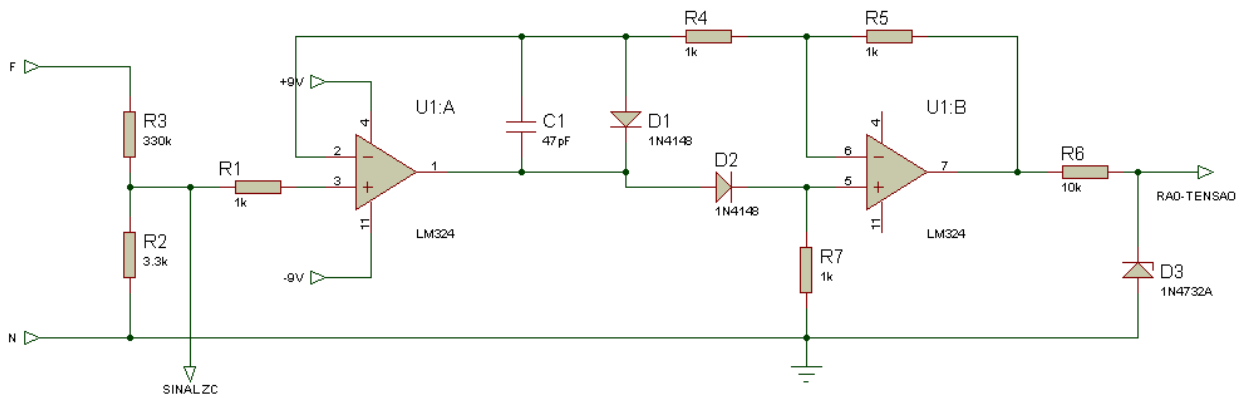 F
R3
330k
R2
3.3k
N
SINALZC
R1
1k
+9V
-9V
U1:A
4
2
3
1
11
LM324
C1
47pF
D1
1N4148
D2
1N4148
R4
1k
R5
1k
U1:B
4
6
5
7
11
LM324
R7
1k
R6
10k
RA0-TENSAO
D3
1N4732A